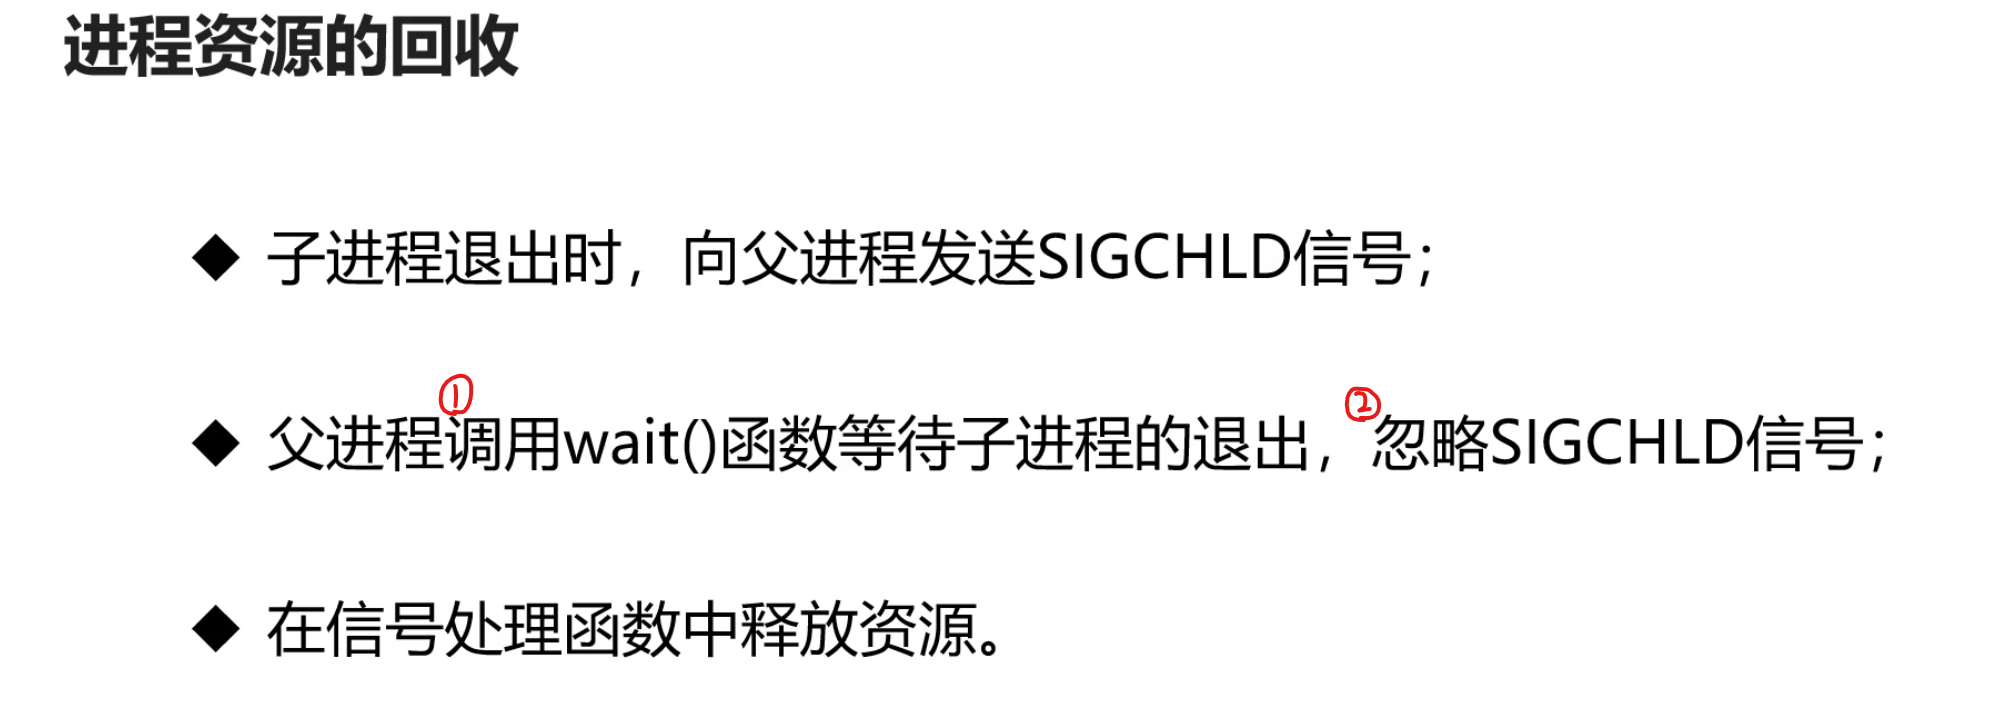 进程资源的回收
◆ 子进程退出时，向父进程发送SIGCHLD信号；
① ②
◆ 父进程调用wait()函数等待子进程的退出，忽略SIGCHLD信号；
◆ 在信号处理函数中释放资源。